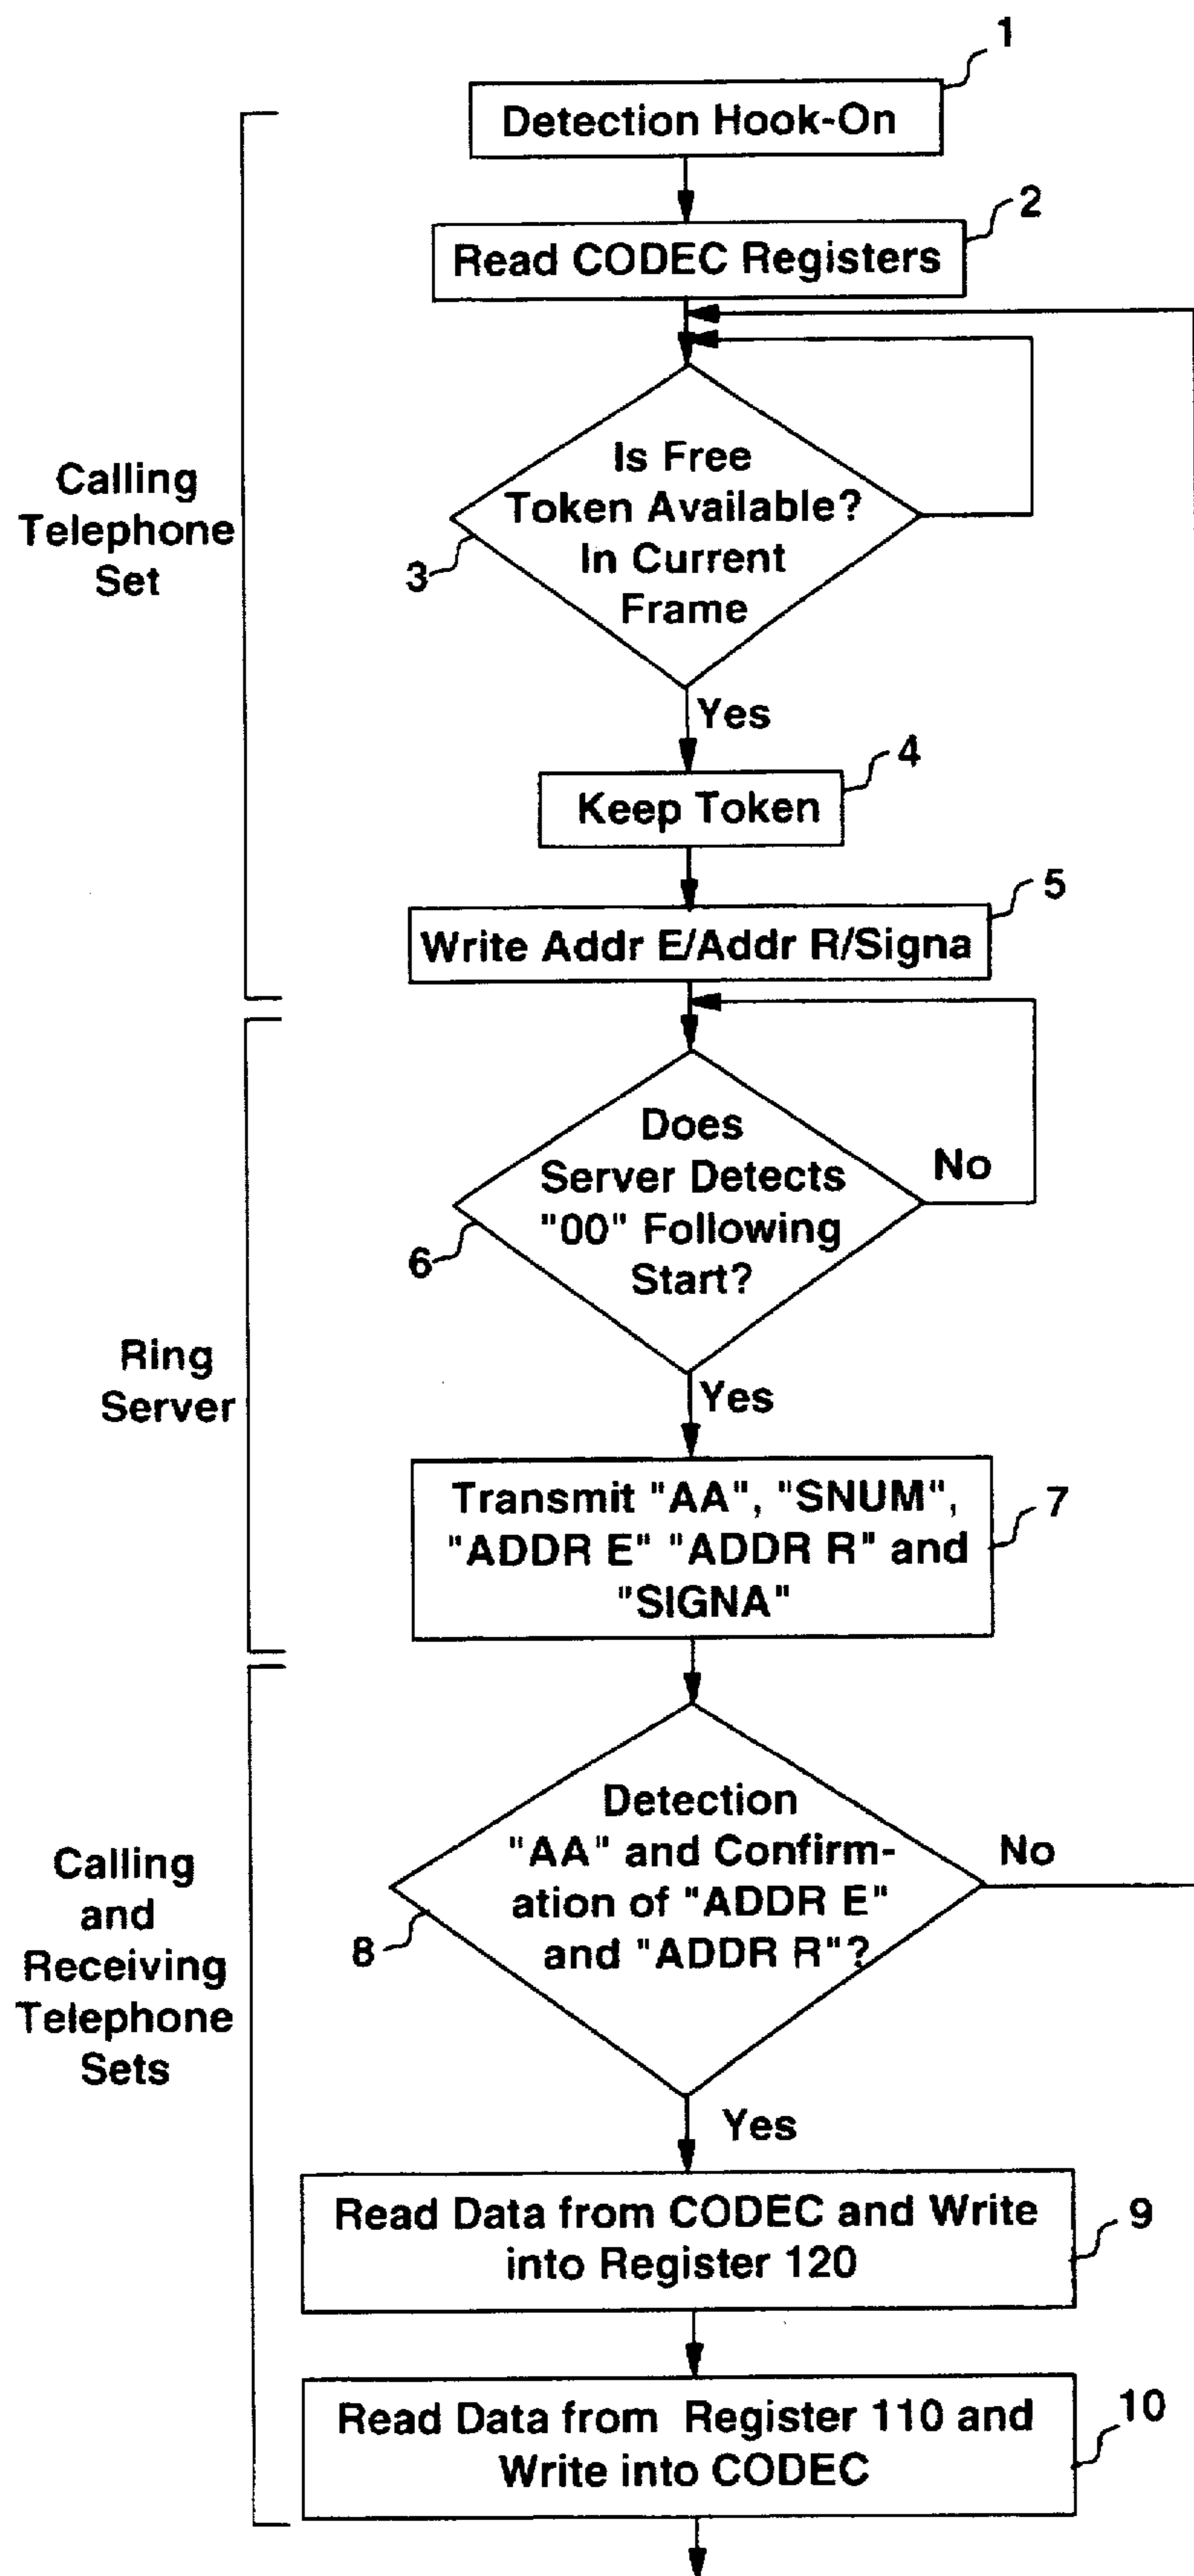 1
Detection Hook-On
2
Read CODEC Registers
Calling
Telephone
Set
Is Free
Token Available?
In Current
Frame
3
Yes
4
Keep Token
5
Write Addr E/Addr R/Signa
Does
Server Detects
"00" Following
Start?
No
6
Ring
Server
Yes
Transmit "AA", "SNUM",
"ADDR E" "ADDR R" and
"SIGNA"
7
Detection
"AA" and Confirm-
ation of "ADDR E"
and "ADDR R"?
No
8
Calling
and
Receiving
Telephone
Sets
Yes
Read Data from CODEC and Write
into Register 120
9
Read Data from Register 110 and
Write into CODEC
10